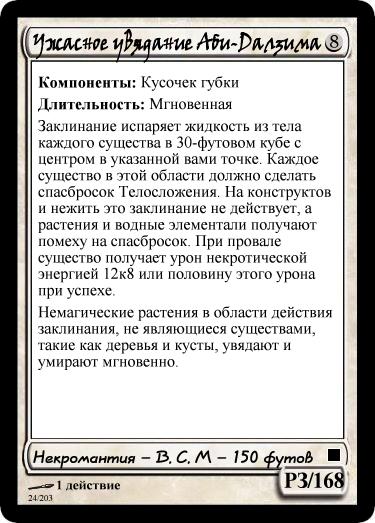 Ужасное увядание Аби-Далзима 8
Компоненты: Кусочек губки
Длительность: Мгновенная
Заклинание испаряет жидкость из тела
каждого существа в 30-футовом кубе с
центром в указанной вами точке. Каждое
существо в этой области должно сделать
спасбросок Телосложения. На конструктов
и нежить это заклинание не действует, а
растения и водные элементали получают
помеху на спасбросок. При провале
существо получает урон некротической
энергией 12к8 или половину этого урона
при успехе.
Немагические растения в области действия
заклинания, не являющиеся существами,
такие как деревья и кусты, увядают и
умирают мгновенно.
Некромантия – В, С, М – 150 футов
РЗ/168
1 действие
24/203